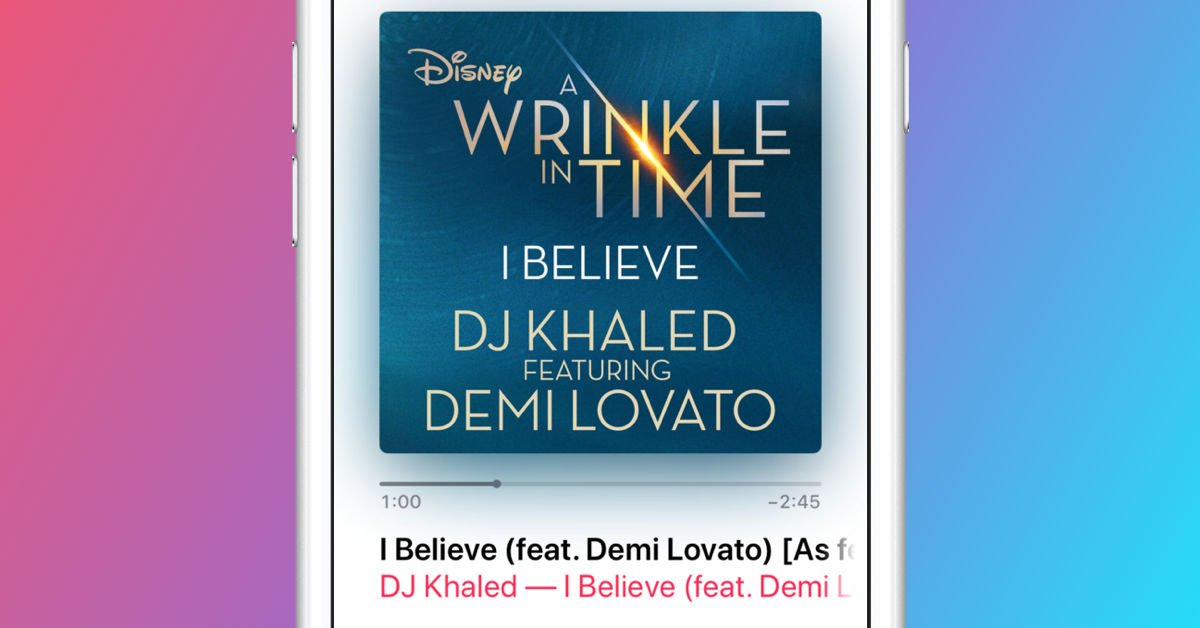 Disney
A
WRINKLE
IN TIME
I BELIEVE
DJ KHALED
FEATURING
DEMI LOVATO
1:00 −2:45
I Believe (feat. Demi Lovato) [As fe
DJ Khaled — I Believe (feat. Demi L